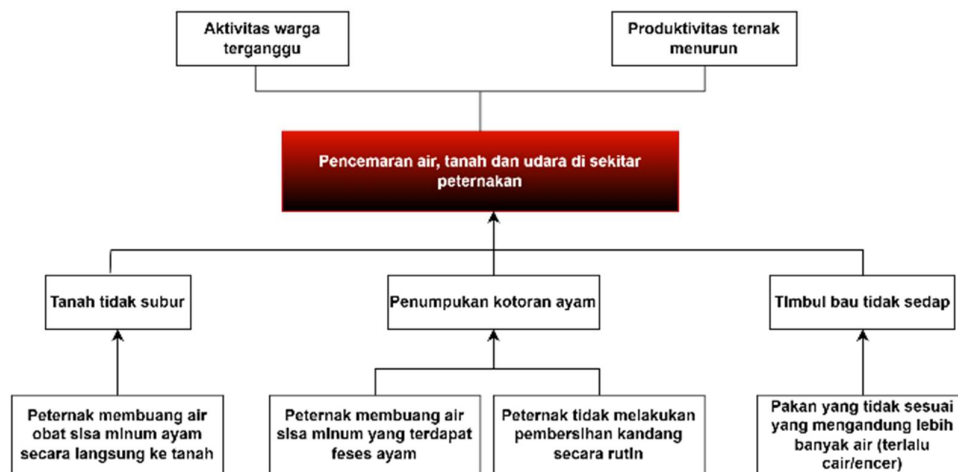 Aktivitas warga
terganggu
Produktivitas ternak
menurun
Pencemaran air, tanah dan udara di sekitar
peternakan
Tanah tidak subur
Penumpukan kotoran ayam
Timbul bau tidak sedap
Peternak membuang air
obat sisa minum ayam
secara langsung ke tanah
Peternak membuang air
sisa minum yang terdapat
feses ayam
Peternak tidak melakukan
pembersihan kandang
secara rutin
Pakan yang tidak sesuai
yang mengandung lebih
banyak air (terlalu
cair/encer)